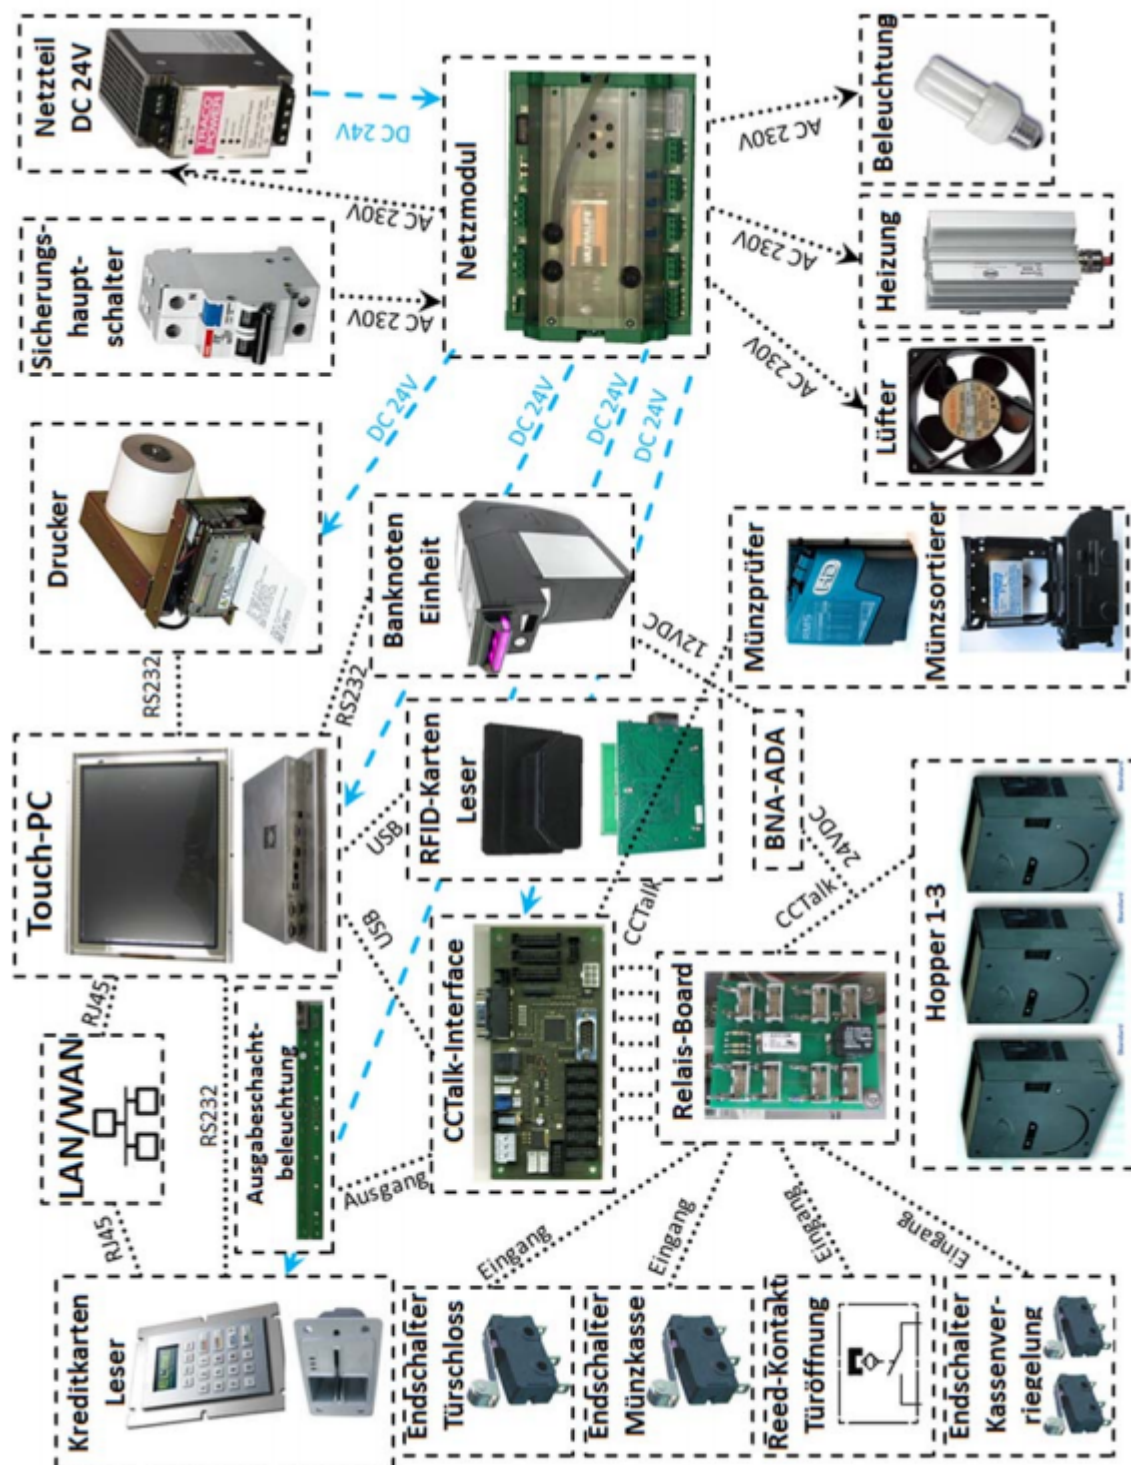 Netzteil
DC 24V
TRACO
POWER
DC 24V
AC 230V
Sicherungs-
haupt-
schalter
AC 230V
Netzmodul
AC 230V
Beleuchtung
AC 230V
Heizung
AC 230V
Lüfter
DC 24V
DC 24V
DC 24V
DC 24V
Drucker
RS232
Banknoten
Einheit
RS232
12VDC
Münzprüfer
Münzsortierer
Touch-PC
USB
USB
RFID-Karten
Leser
BNA-ADA
24VDC
CCTalk
CCTalk
Hopper 1-3
RJ45
LAN/WAN
RJ45
RS232
Ausgabeschacht-
beleuchtung
Ausgang
CCTalk-Interface
Relais-Board
Kreditkarten
Leser
Eingang
Endschalter
Türschloss
Eingang
Endschalter
Münzkasse
Eingang
Reed-Kontakt
Türöffnung
Eingang
Endschalter
Kassenver-
riegelung